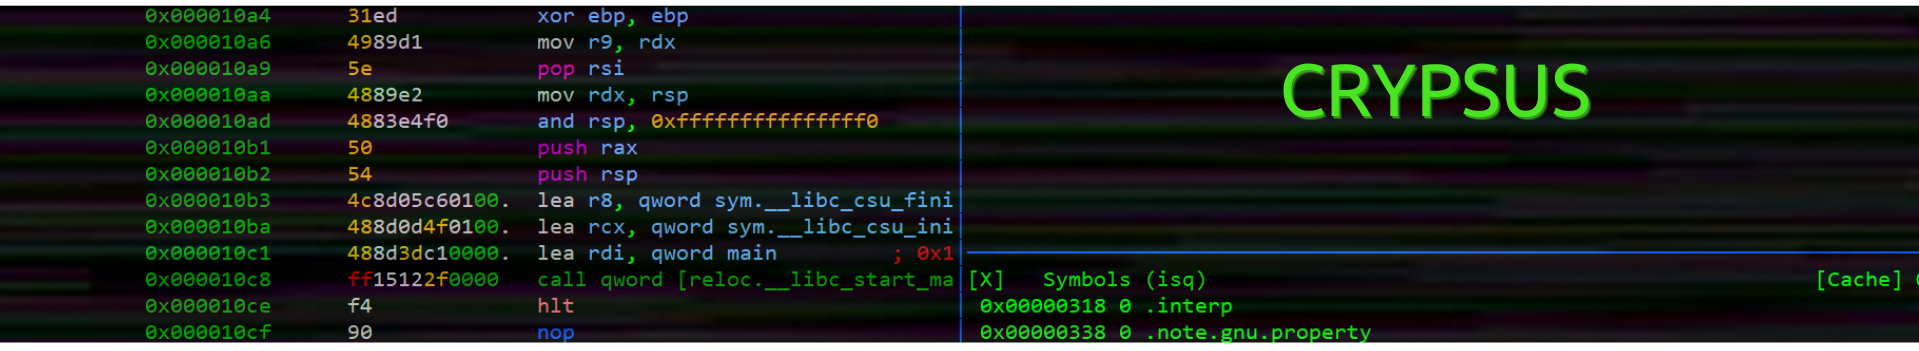 0x000010a4 31ed xor ebp, ebp
0x000010a6 4989d1 mov r9, rdx
0x000010a9 5e pop rsi
0x000010aa 4889e2 mov rdx, rsp
0x000010ad 4883e4f0 and rsp, 0xfffffffffffffff0
0x000010b1 50 push rax
0x000010b2 54 push rsp
0x000010b3 4c8d05c60100. lea r8, qword sym.__libc_csu_fini
0x000010ba 488d0d4f0100. lea rcx, qword sym.__libc_csu_ini
0x000010c1 488d3dc10000. lea rdi, qword main ; 0x1
0x000010c8 ff15122f0000 call qword [reloc.__libc_start_ma
0x000010ce f4 hlt
0x000010cf 90 nop
CRYPSUS
[X] Symbols (isq) [Cache]
0x00000318 0 .interp
0x00000338 0 .note.gnu.property